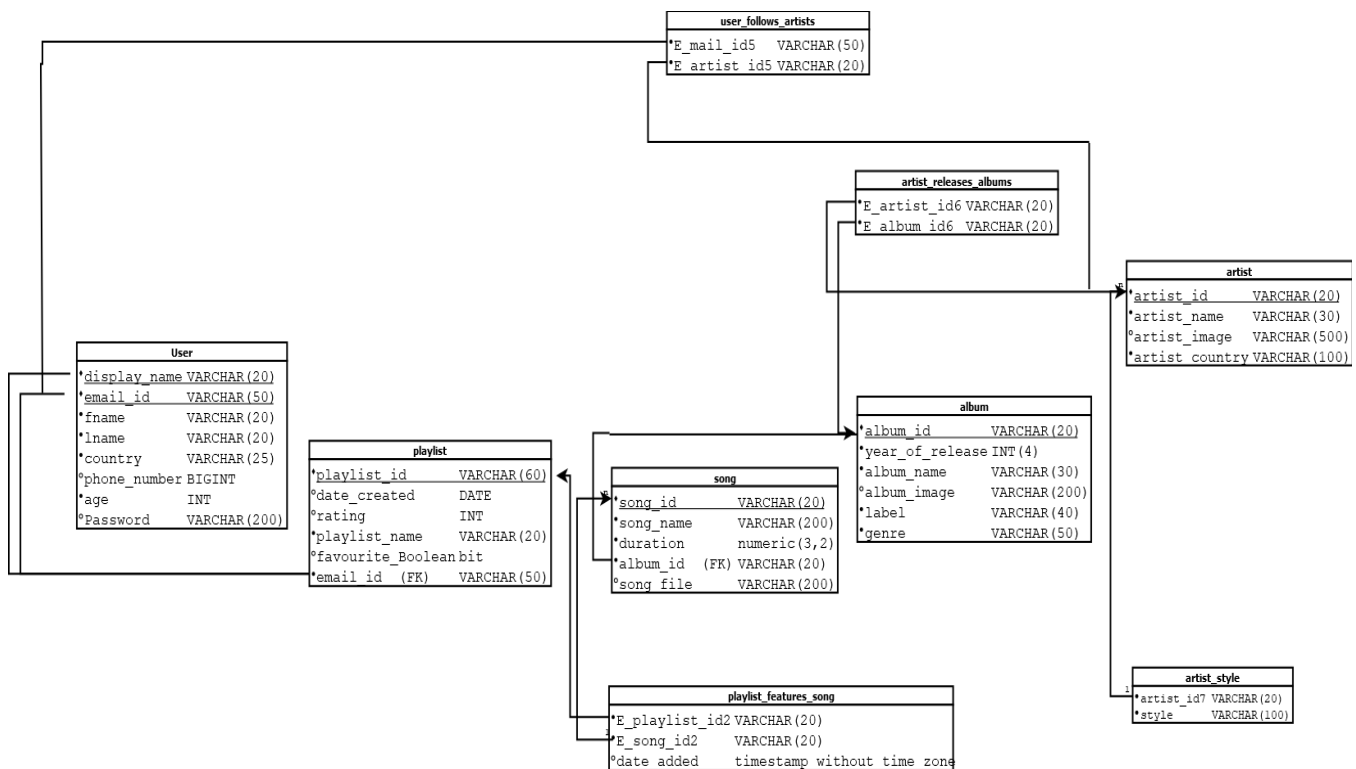 user_follows_artists
E_mail_id5 VARCHAR(50)
E_artist_id5 VARCHAR(20)
artist_releases_albums
E_artist_id6 VARCHAR(20)
E_album_id6 VARCHAR(20)
artist
artist_id VARCHAR(20)
artist_name VARCHAR(30)
artist_image VARCHAR(500)
artist_country VARCHAR(100)
User
display_name VARCHAR(20)
email_id VARCHAR(50)
fname VARCHAR(20)
lname VARCHAR(20)
country VARCHAR(25)
phone_number BIGINT
age INT
Password VARCHAR(200)
playlist
playlist_id VARCHAR(60)
date_created DATE
rating INT
playlist_name VARCHAR(20)
favourite_Boolean bit
email_id (FK) VARCHAR(50)
song
song_id VARCHAR(20)
song_name VARCHAR(200)
duration numeric(3,2)
album_id (FK) VARCHAR(20)
song_file VARCHAR(200)
album
album_id VARCHAR(20)
year_of_release INT(4)
album_name VARCHAR(30)
album_image VARCHAR(200)
label VARCHAR(40)
genre VARCHAR(50)
playlist_features_song
E_playlist_id2 VARCHAR(20)
E_song_id2 VARCHAR(20)
date_added timestamp without time zone
artist_style
1
artist_id7 VARCHAR(20)
style VARCHAR(100)